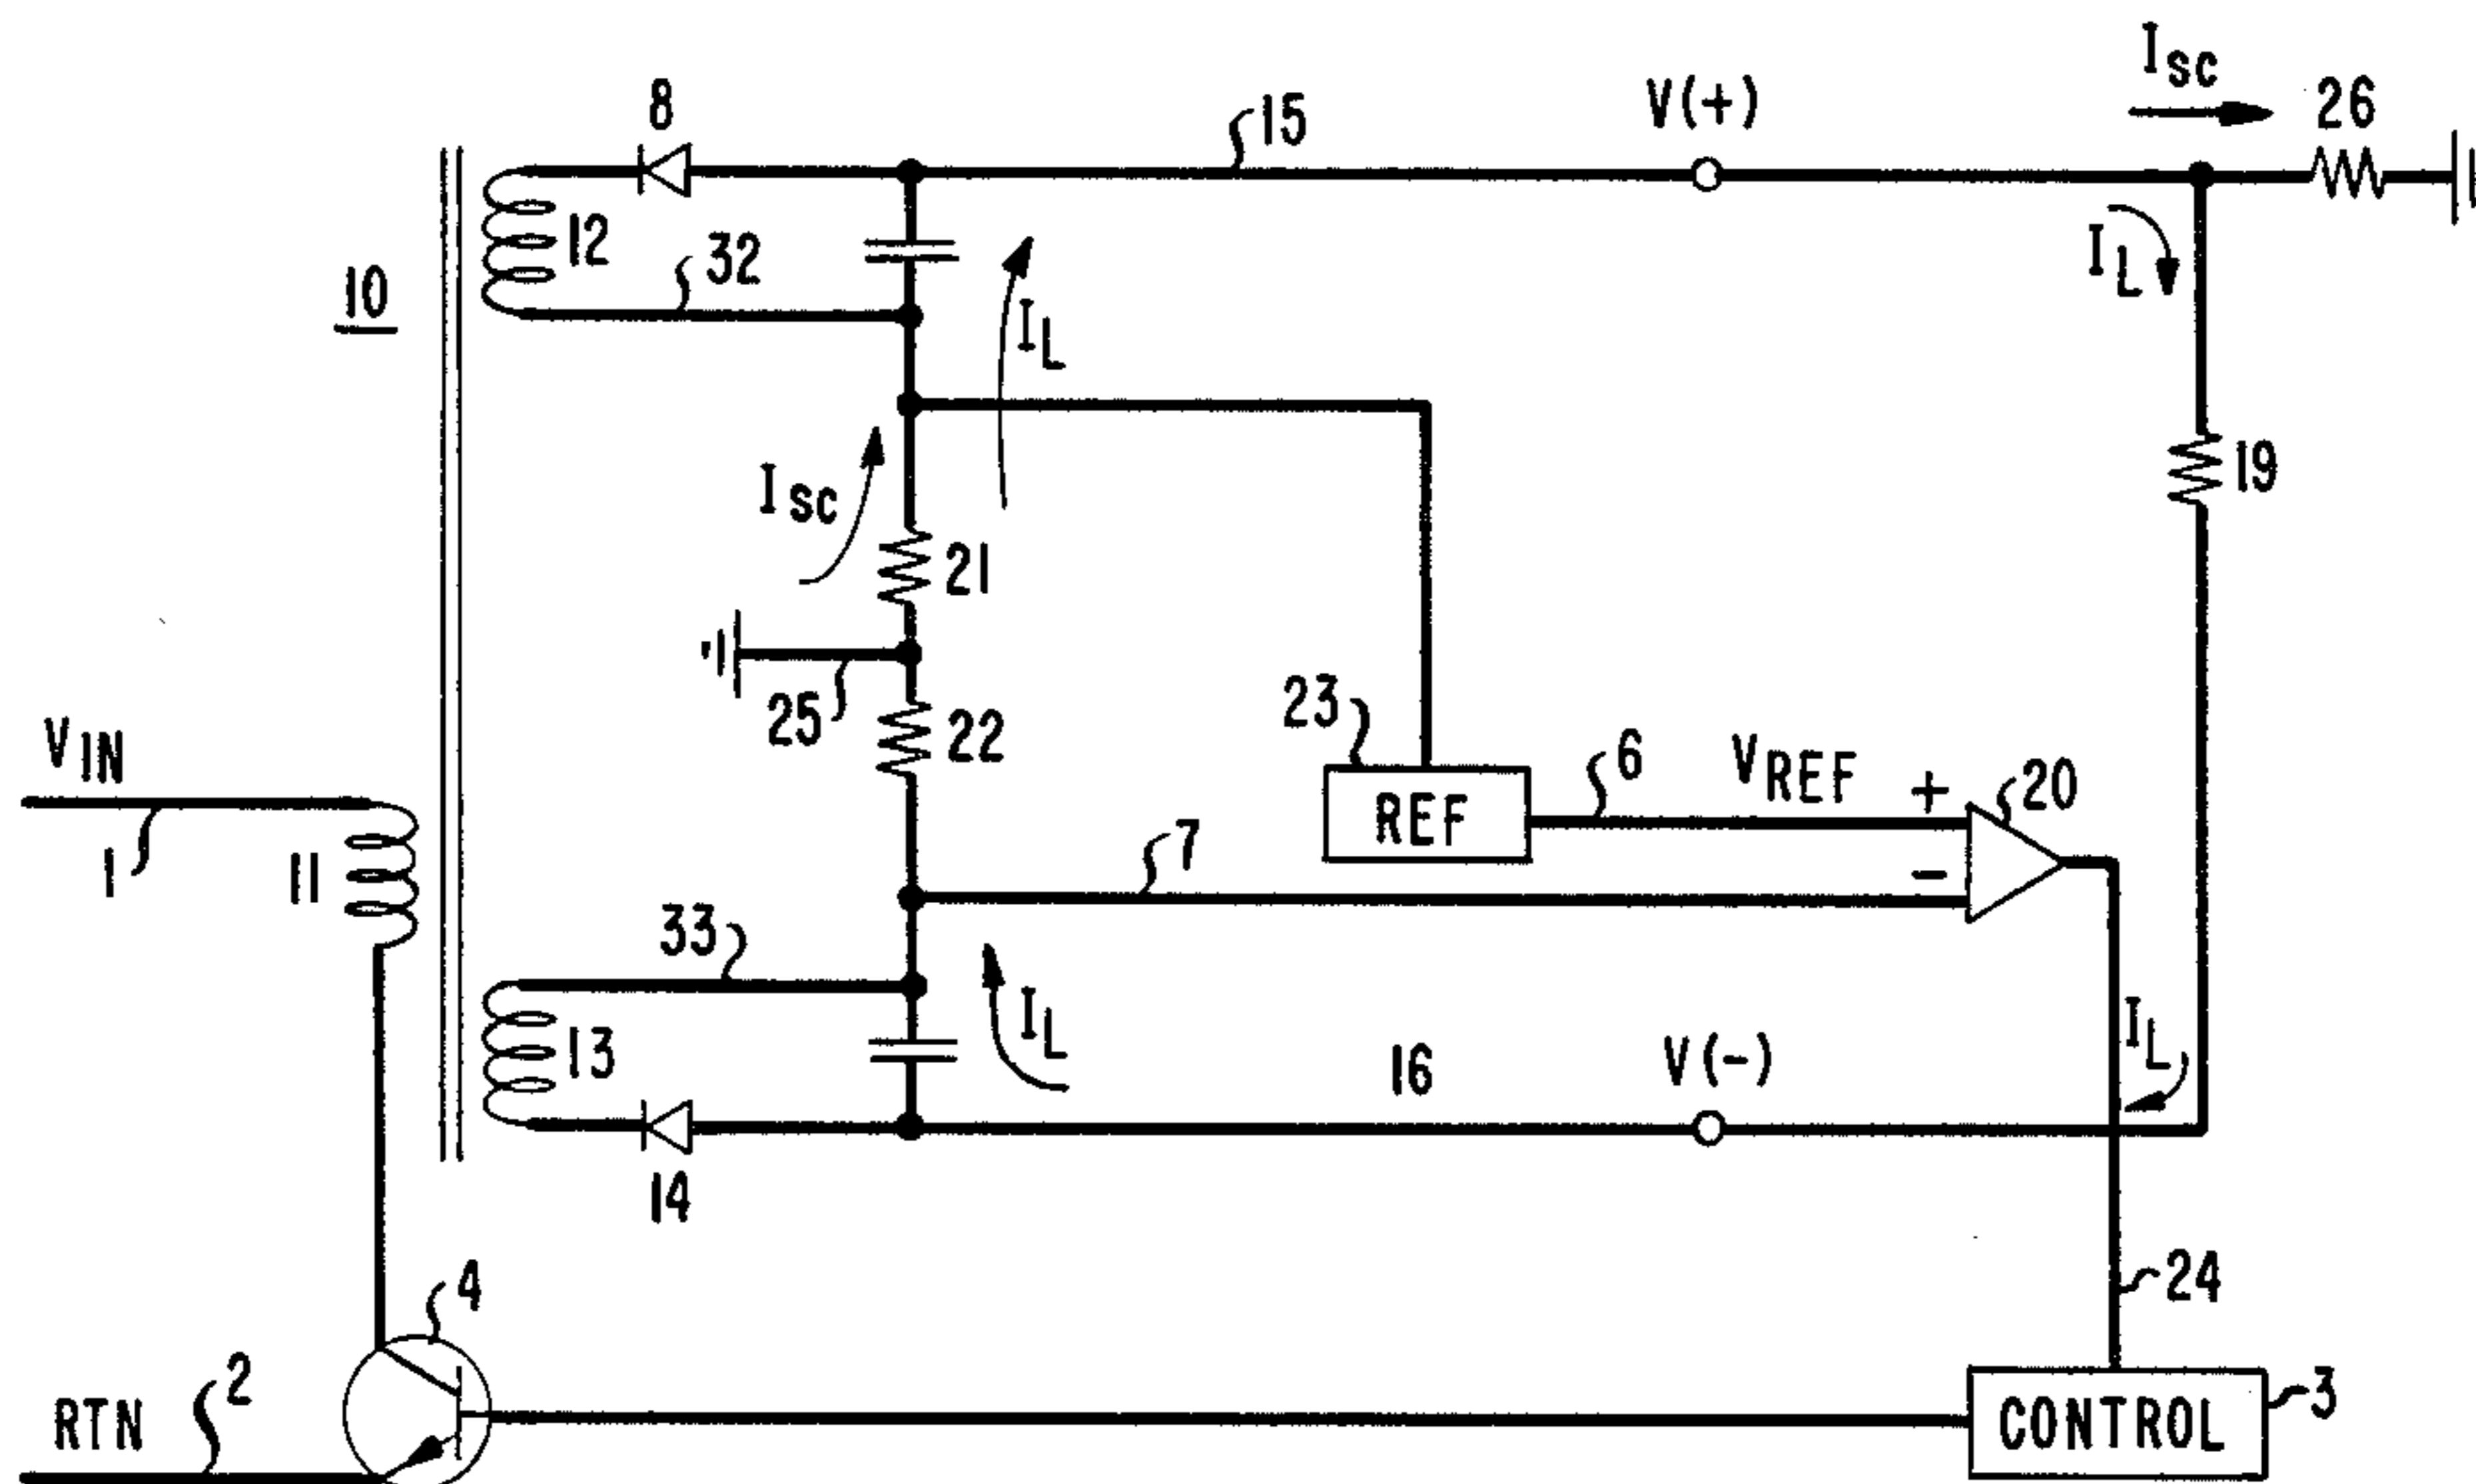 Isc
26
8
15
V(+)
12
32
10
IL
IL
Isc
21
19
25
22
23
6
VREF
+
20
VIN
REF
1
11
7
-
33
13
IL
16
V(-)
IL
14
4
24
RTN
2
CONTROL
3